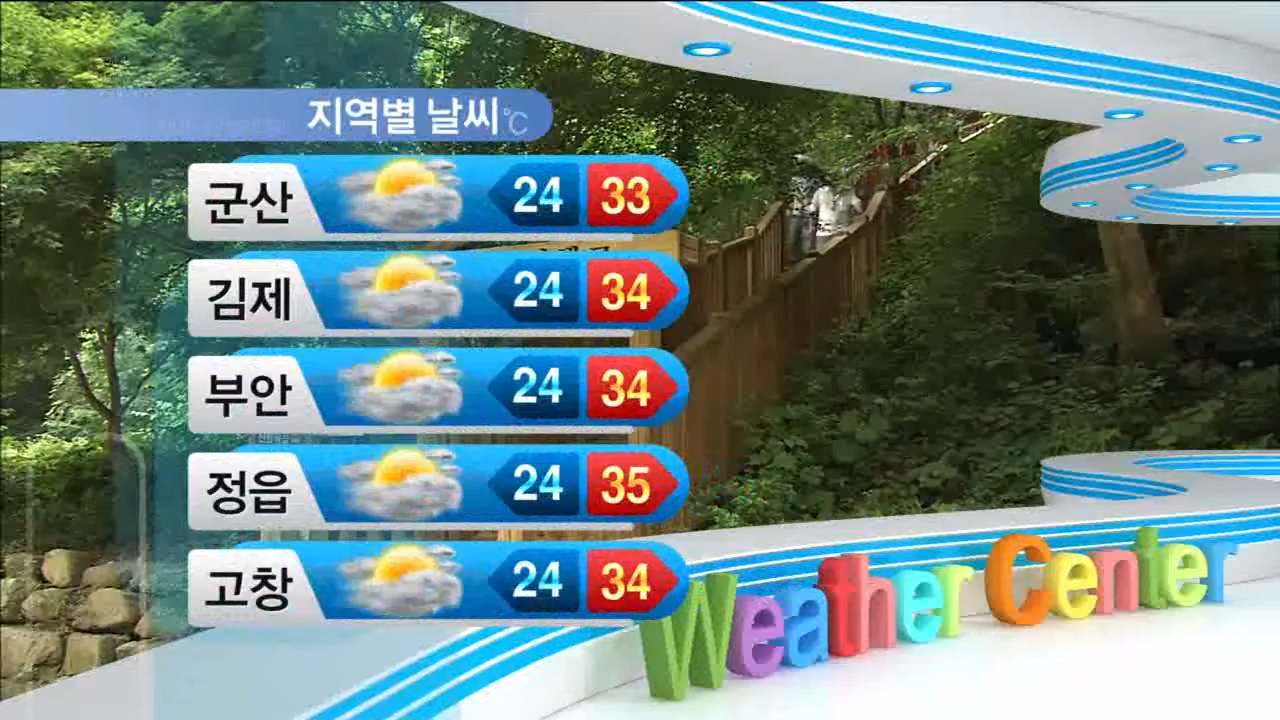 지역별 날씨 ℃
군산 24 33
김제 24 34
부안 24 34
정읍 24 35
고창 24 34
Weather Center